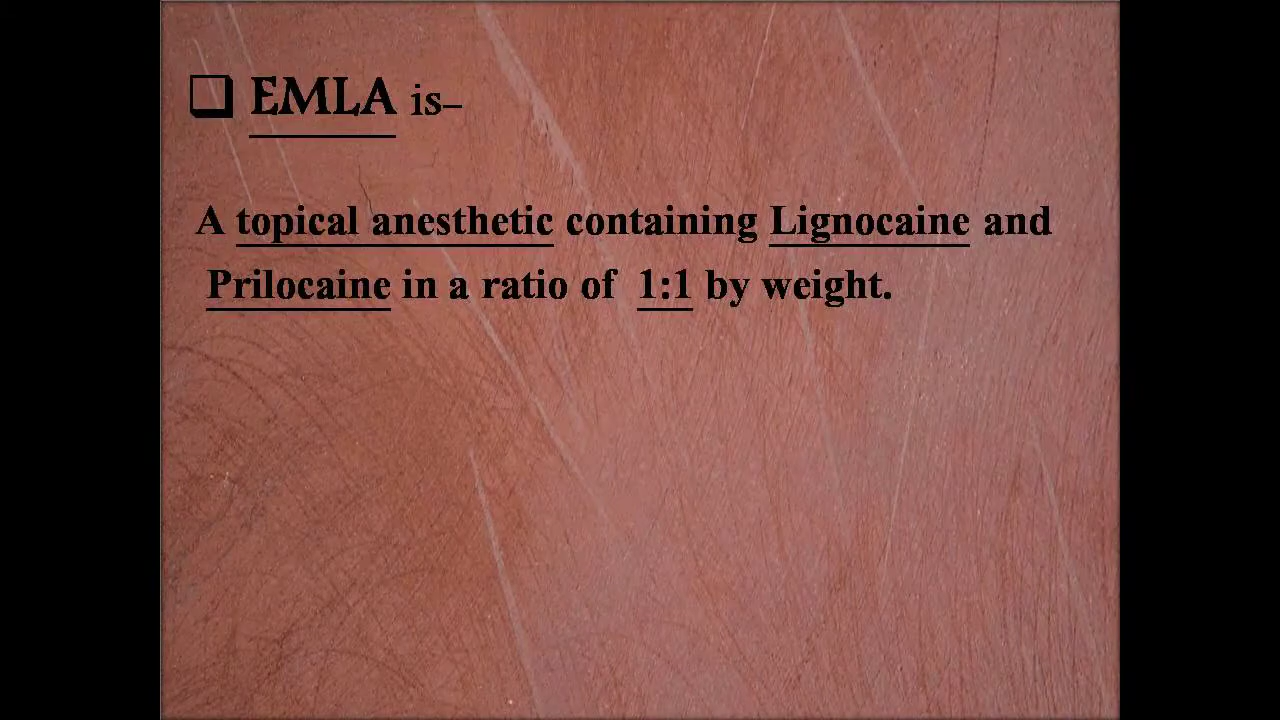 ❑ EMLA is–
A topical anesthetic containing Lignocaine and
Prilocaine in a ratio of 1:1 by weight.